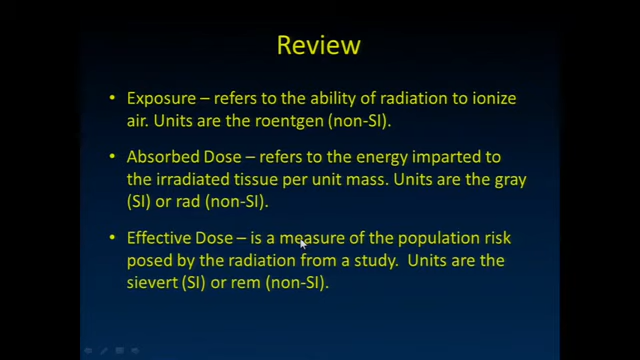 Review
• Exposure – refers to the ability of radiation to ionize
air. Units are the roentgen (non-SI).
• Absorbed Dose – refers to the energy imparted to
the irradiated tissue per unit mass. Units are the gray
(SI) or rad (non-SI).
• Effective Dose – is a measure of the population risk
posed by the radiation from a study.  Units are the
sievert (SI) or rem (non-SI).